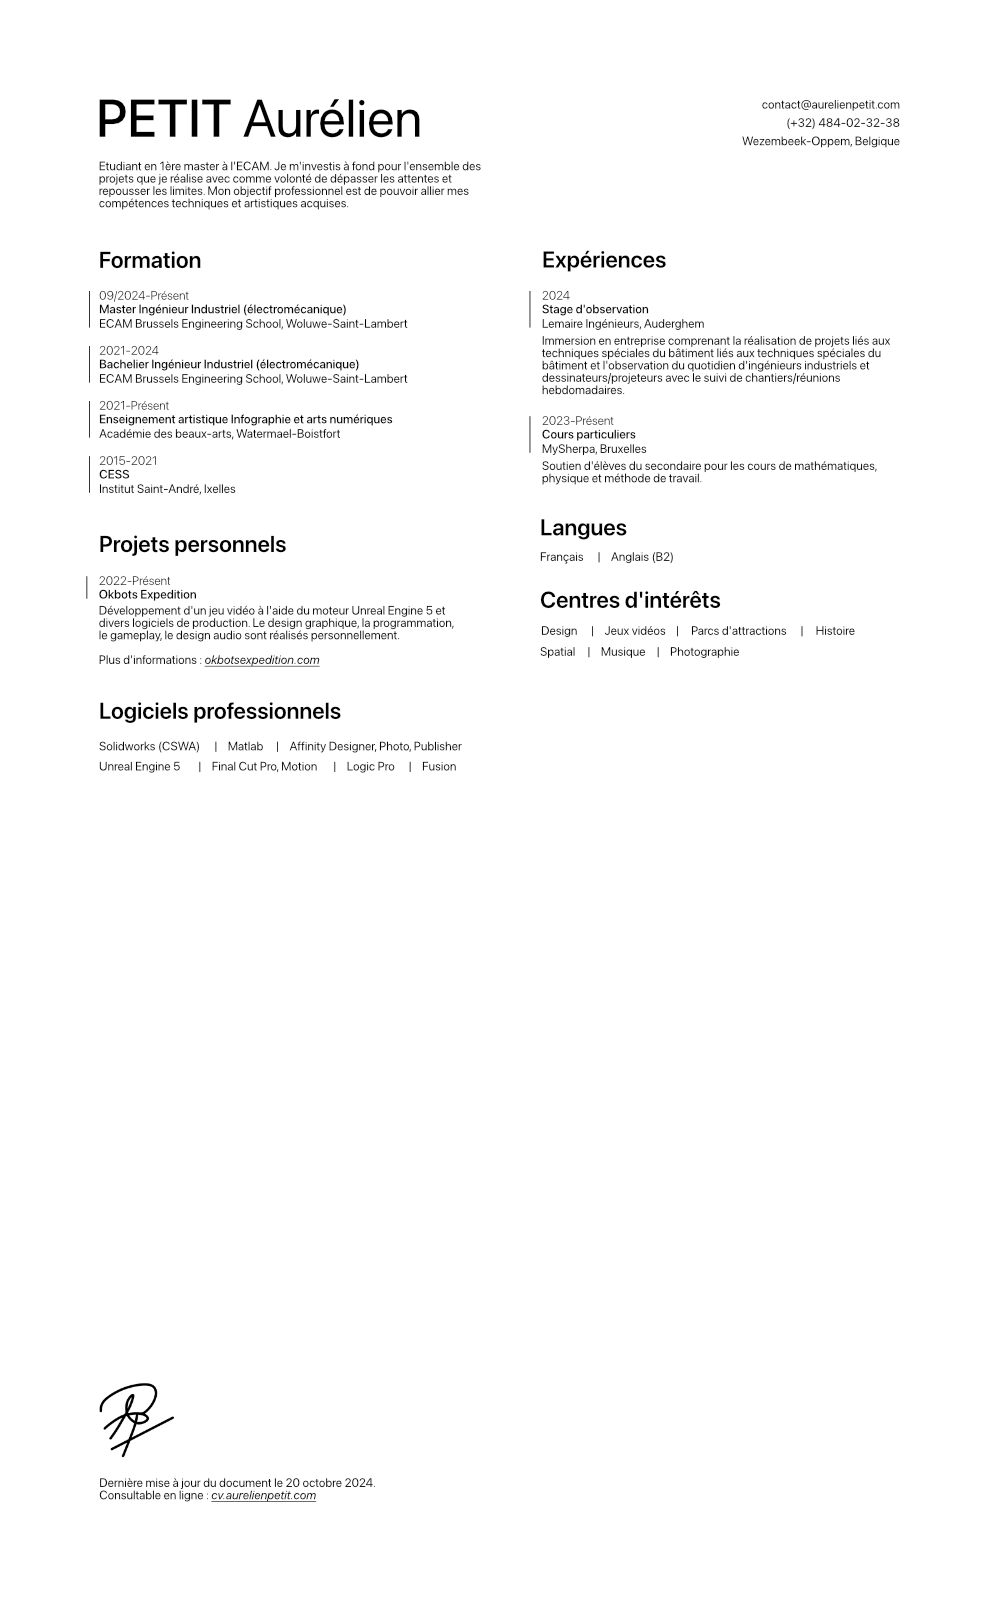 PETIT Aurélien
contact@aurelienpetit.com
(+32) 484-02-32-38
Wezembeek-Oppem, Belgique
Etudiant en 1ère master à l'ECAM. Je m'investis à fond pour l'ensemble des
projets que je réalise avec comme volonté de dépasser les attentes et
repousser les limites. Mon objectif professionnel est de pouvoir allier mes
compétences techniques et artistiques acquises.
Formation
09/2024-Présent
Master Ingénieur Industriel (électromécanique)
ECAM Brussels Engineering School, Woluwe-Saint-Lambert
2021-2024
Bachelier Ingénieur Industriel (électromécanique)
ECAM Brussels Engineering School, Woluwe-Saint-Lambert
2021-Présent
Enseignement artistique Infographie et arts numériques
Académie des beaux-arts, Watermael-Boistfort
2015-2021
CESS
Institut Saint-André, Ixelles
Projets personnels
2022-Présent
Okbots Expedition
Développement d'un jeu vidéo à l'aide du moteur Unreal Engine 5 et
divers logiciels de production. Le design graphique, la programmation,
le gameplay, le design audio sont réalisés personnellement.
Plus d'informations : okbotsexpedition.com
Logiciels professionnels
Solidworks (CSWA) | Matlab | Affinity Designer, Photo, Publisher
Unreal Engine 5 | Final Cut Pro, Motion | Logic Pro | Fusion
Expériences
2024
Stage d'observation
Lemaire Ingénieurs, Auderghem
Immersion en entreprise comprenant la réalisation de projets liés aux
techniques spéciales du bâtiment liés aux techniques spéciales du
bâtiment et l'observation du quotidien d'ingénieurs industriels et
dessinateurs/projeteurs avec le suivi de chantiers/réunions
hebdomadaires.
2023-Présent
Cours particuliers
MySherpa, Bruxelles
Soutien d'élèves du secondaire pour les cours de mathématiques,
physique et méthode de travail.
Langues
Français | Anglais (B2)
Centres d'intérêts
Design | Jeux vidéos | Parcs d'attractions | Histoire
Spatial | Musique | Photographie
Dernière mise à jour du document le 20 octobre 2024.
Consultable en ligne : cv.aurelienpetit.com